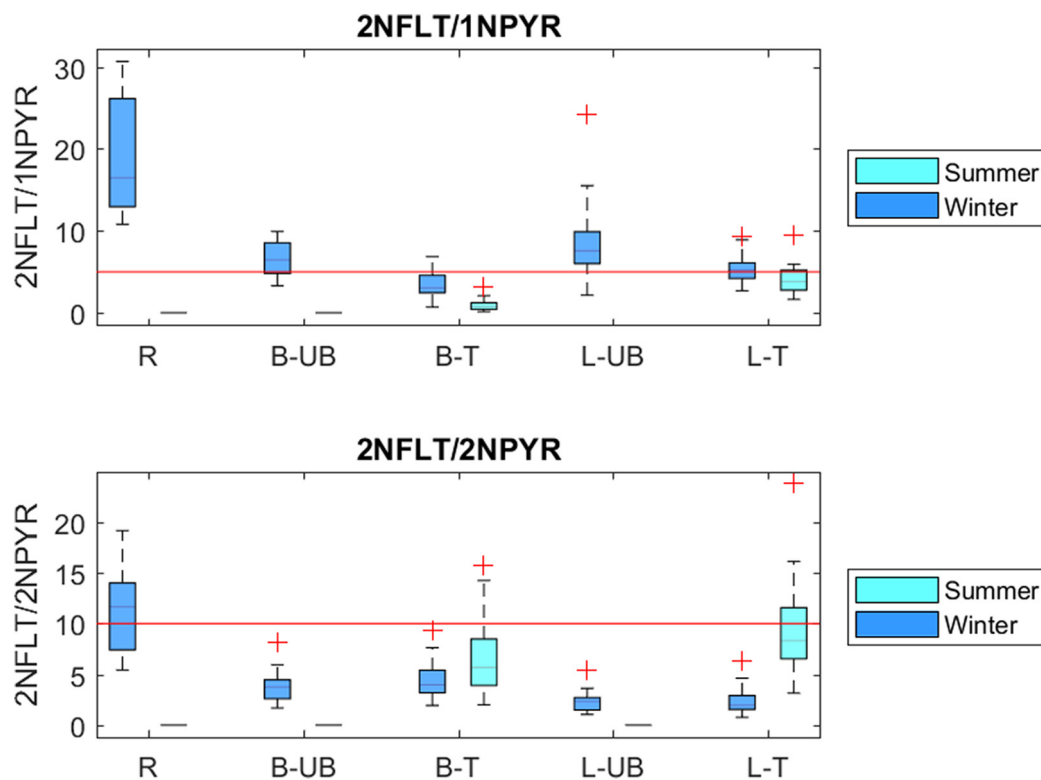 2NFLT/1NPYR
2NFLT/1NPYR
30
20
10
0
R B-UB B-T L-UB L-T
Summer
Winter
2NFLT/2NPYR
2NFLT/2NPYR
20
15
10
5
0
R B-UB B-T L-UB L-T
Summer
Winter